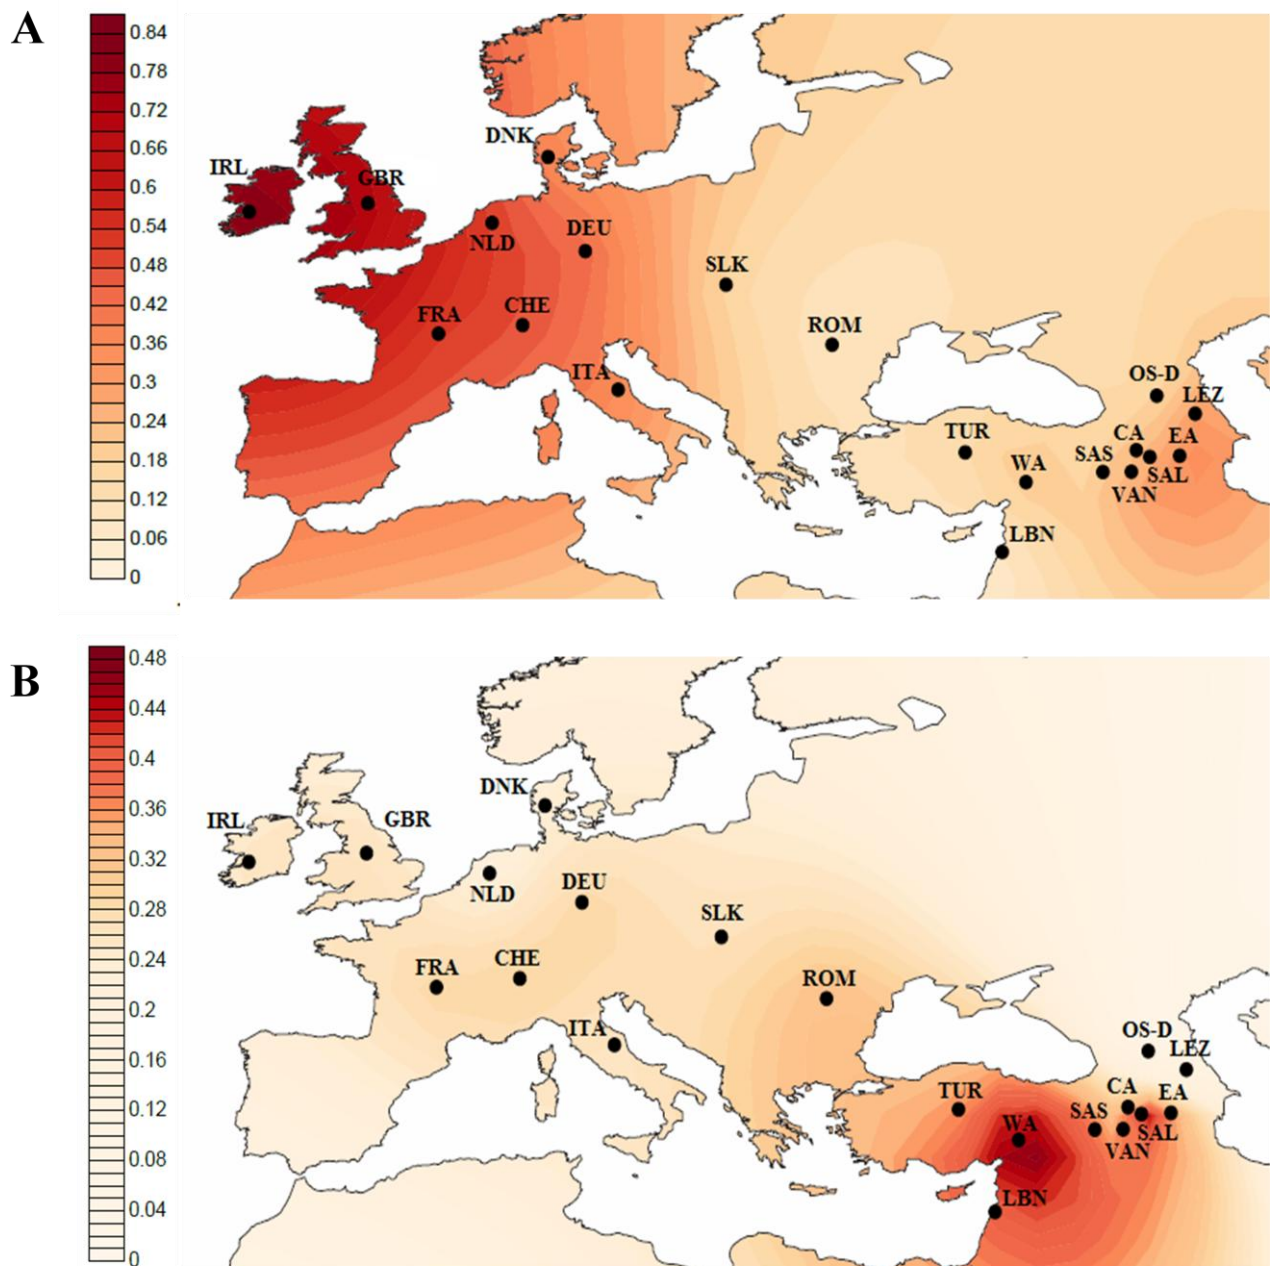 A
0.84
0.78
0.72
0.66
0.6
0.54
0.48
0.42
0.36
0.3
0.24
0.18
0.12
0.06
0
DNK
IRL
GBR
NLD
DEU
SLK
FRA
CHE
ROM
ITA
OS-D
LEZ
TUR
WA
SAS
CA
EA
SAL
VAN
LBN
B
0.48
0.44
0.4
0.36
0.32
0.28
0.24
0.2
0.16
0.12
0.08
0.04
0
DNK
IRL
GBR
NLD
DEU
SLK
FRA
CHE
ROM
ITA
OS-D
LEZ
TUR
WA
SAS
CA
EA
SAL
VAN
LBN